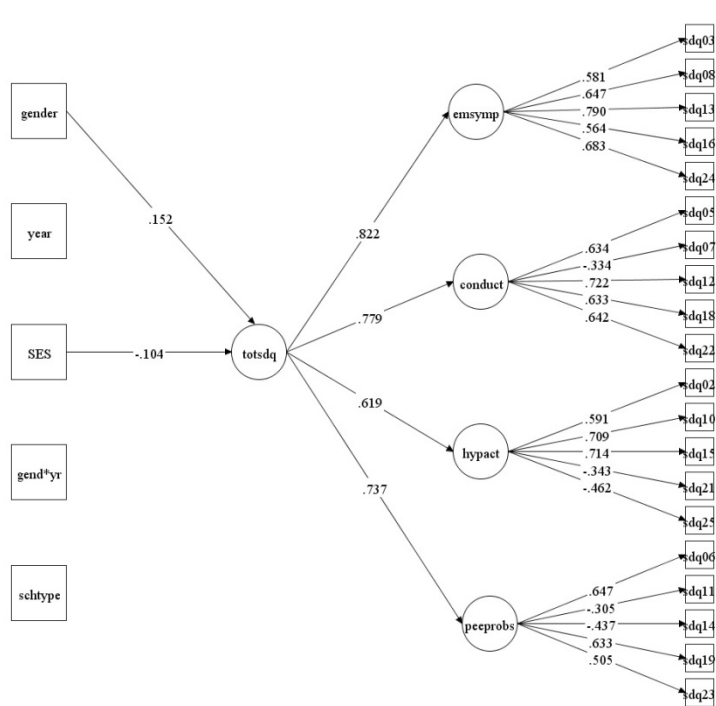 gender
year
SES
gend*yr
schtype
.152
-.104
totsdq
.822
.779
.619
.737
emsymp
conduct
hypact
peeprobs
.581
.647
.790
.564
.683
.634
-.334
.722
.633
.642
.591
.709
.714
-.343
-.462
.647
-.305
-.437
.633
.505
sdq03
sdq08
sdq13
sdq16
sdq24
sdq05
sdq07
sdq12
sdq18
sdq22
sdq02
sdq10
sdq15
sdq21
sdq25
sdq06
sdq11
sdq14
sdq19
sdq23